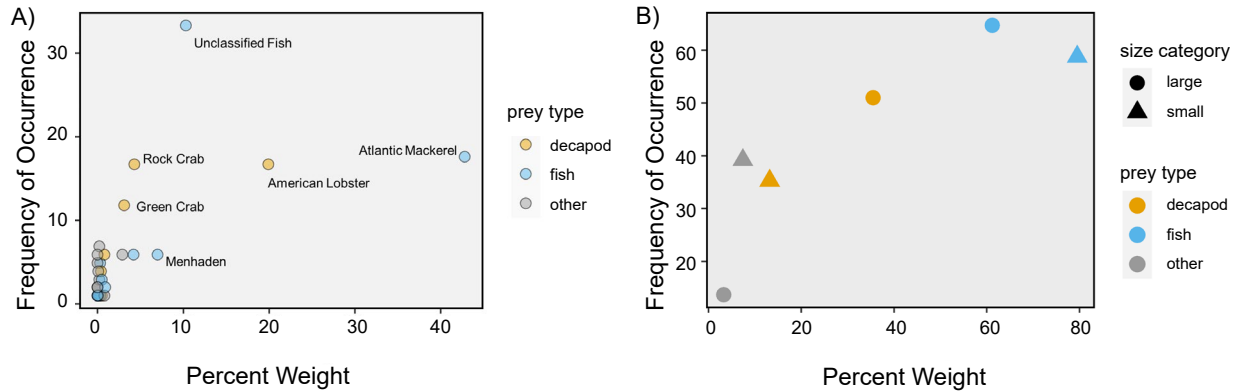 A)
Frequency of Occurrence
30
20
10
0
Unclassified Fish
Rock Crab
Atlantic Mackerel
American Lobster
Green Crab
Menhaden
0 10 20 30 40
Percent Weight
prey type
decapod
fish
other
B)
Frequency of Occurrence
60
50
40
30
20
0 20 40 60 80
Percent Weight
size category
large
small
prey type
decapod
fish
other